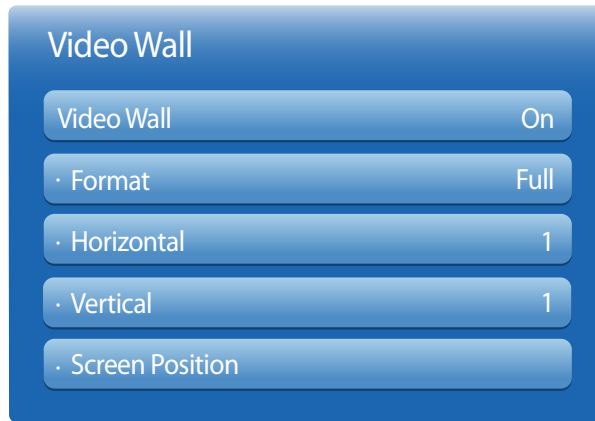 Video Wall
Video Wall On
· Format Full
· Horizontal 1
· Vertical 1
· Screen Position